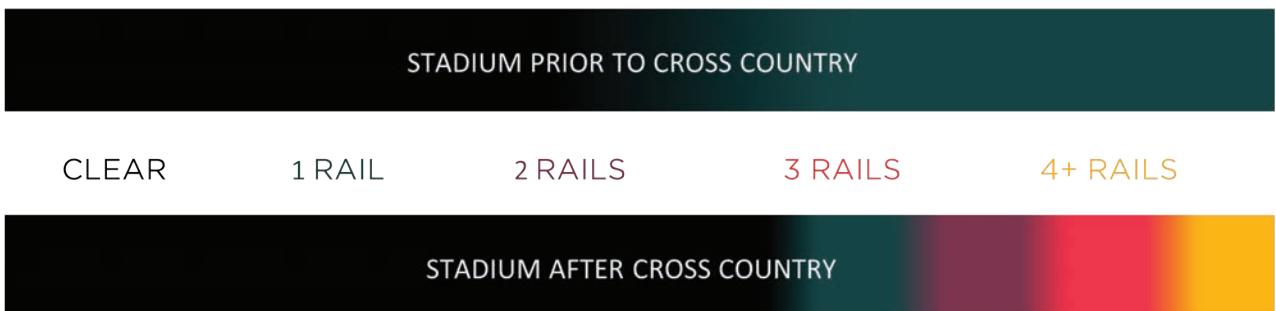 STADIUM PRIOR TO CROSS COUNTRY
CLEAR 1 RAIL 2 RAILS 3 RAILS 4+ RAILS
STADIUM AFTER CROSS COUNTRY